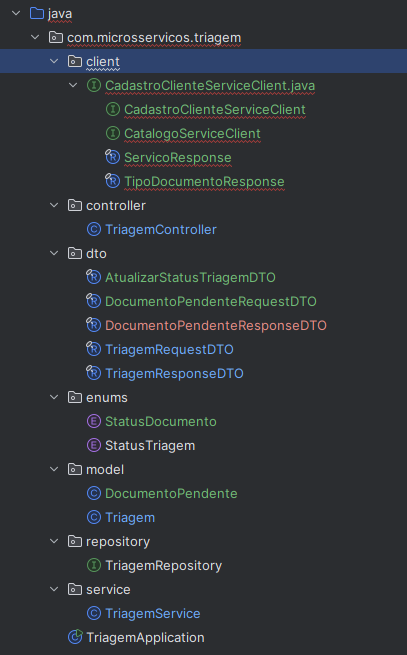 java
com.microsservicos.triagem
client
CadastroClienteServiceClient.java
CadastroClienteServiceClient
CatalogoServiceClient
ServicoResponse
TipoDocumentoResponse
controller
TriagemController
dto
AtualizarStatusTriagemDTO
DocumentoPendenteRequestDTO
DocumentoPendenteResponseDTO
TriagemRequestDTO
TriagemResponseDTO
enums
StatusDocumento
StatusTriagem
model
DocumentoPendente
Triagem
repository
TriagemRepository
service
TriagemService
TriagemApplication